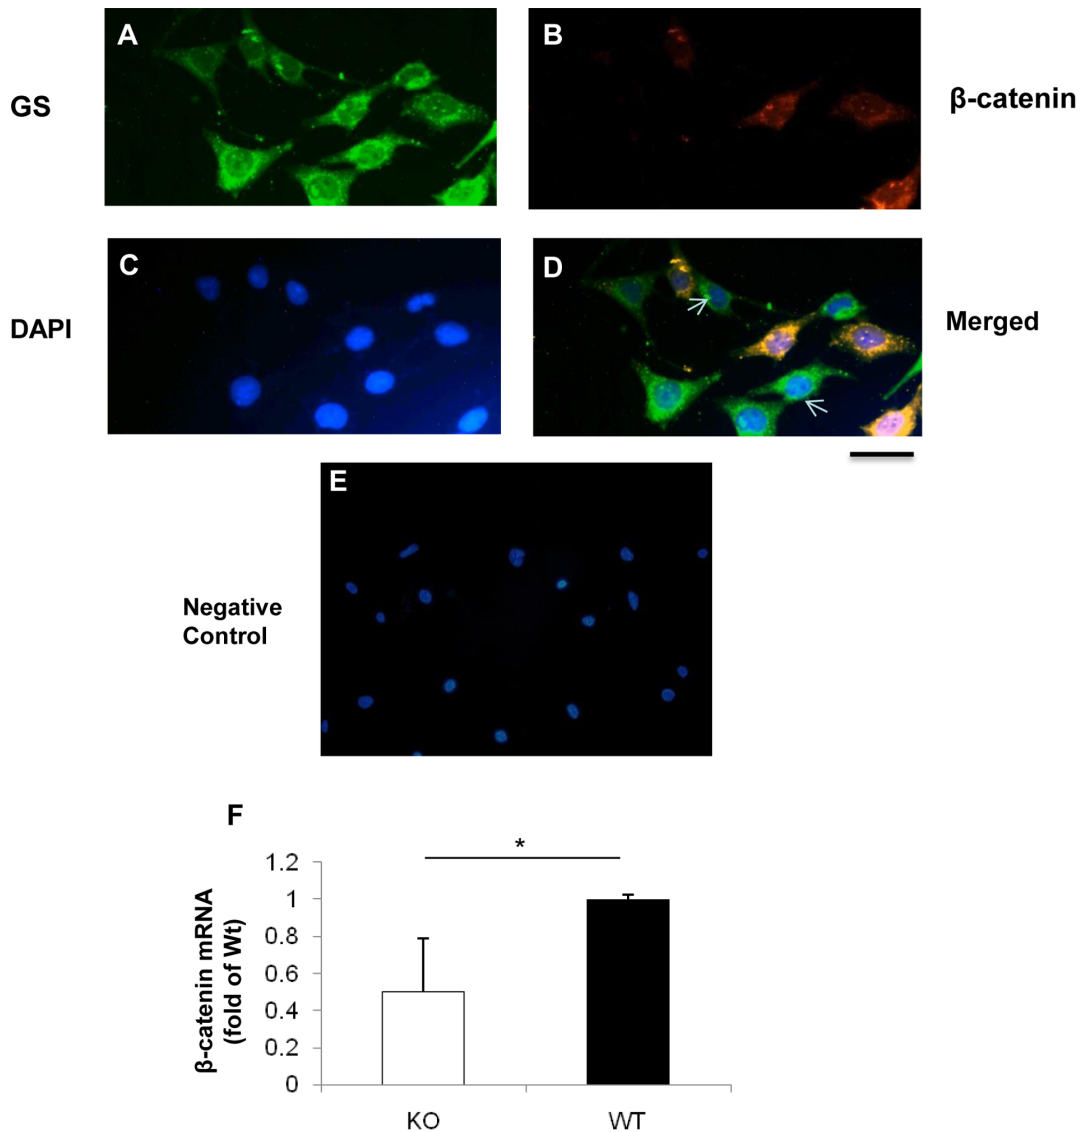 A
B
GS
β-catenin
C
D
DAPI
Merged
E
Negative
Control
F
*
β-catenin mRNA
(fold of Wt)
1.2
1
0.8
0.6
0.4
0.2
0
KO
WT